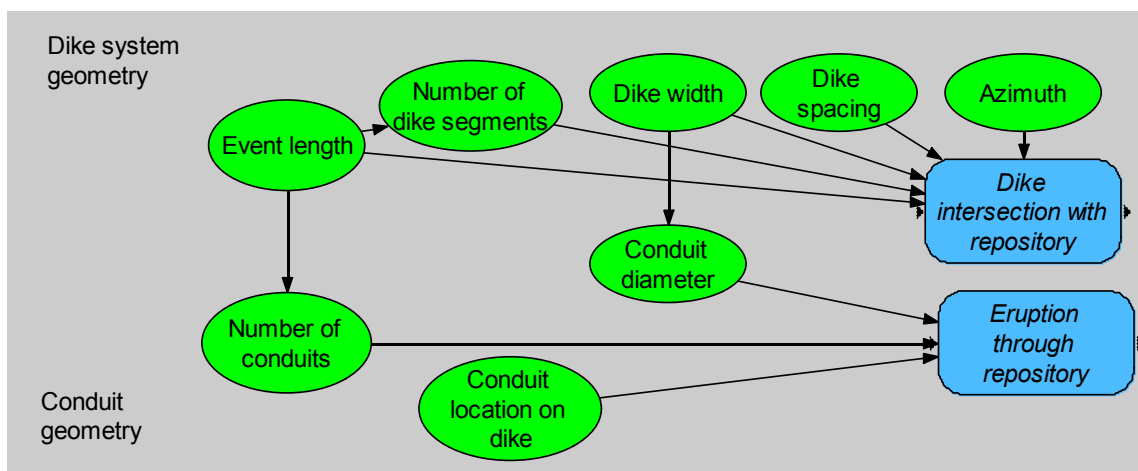 Dike system
geometry
Number of
dike segments
Dike width
Dike
spacing
Azimuth
Event length
Dike
intersection with
repository
Conduit
diameter
Number of
conduits
Eruption
through
repository
Conduit
location on
dike
Conduit
geometry